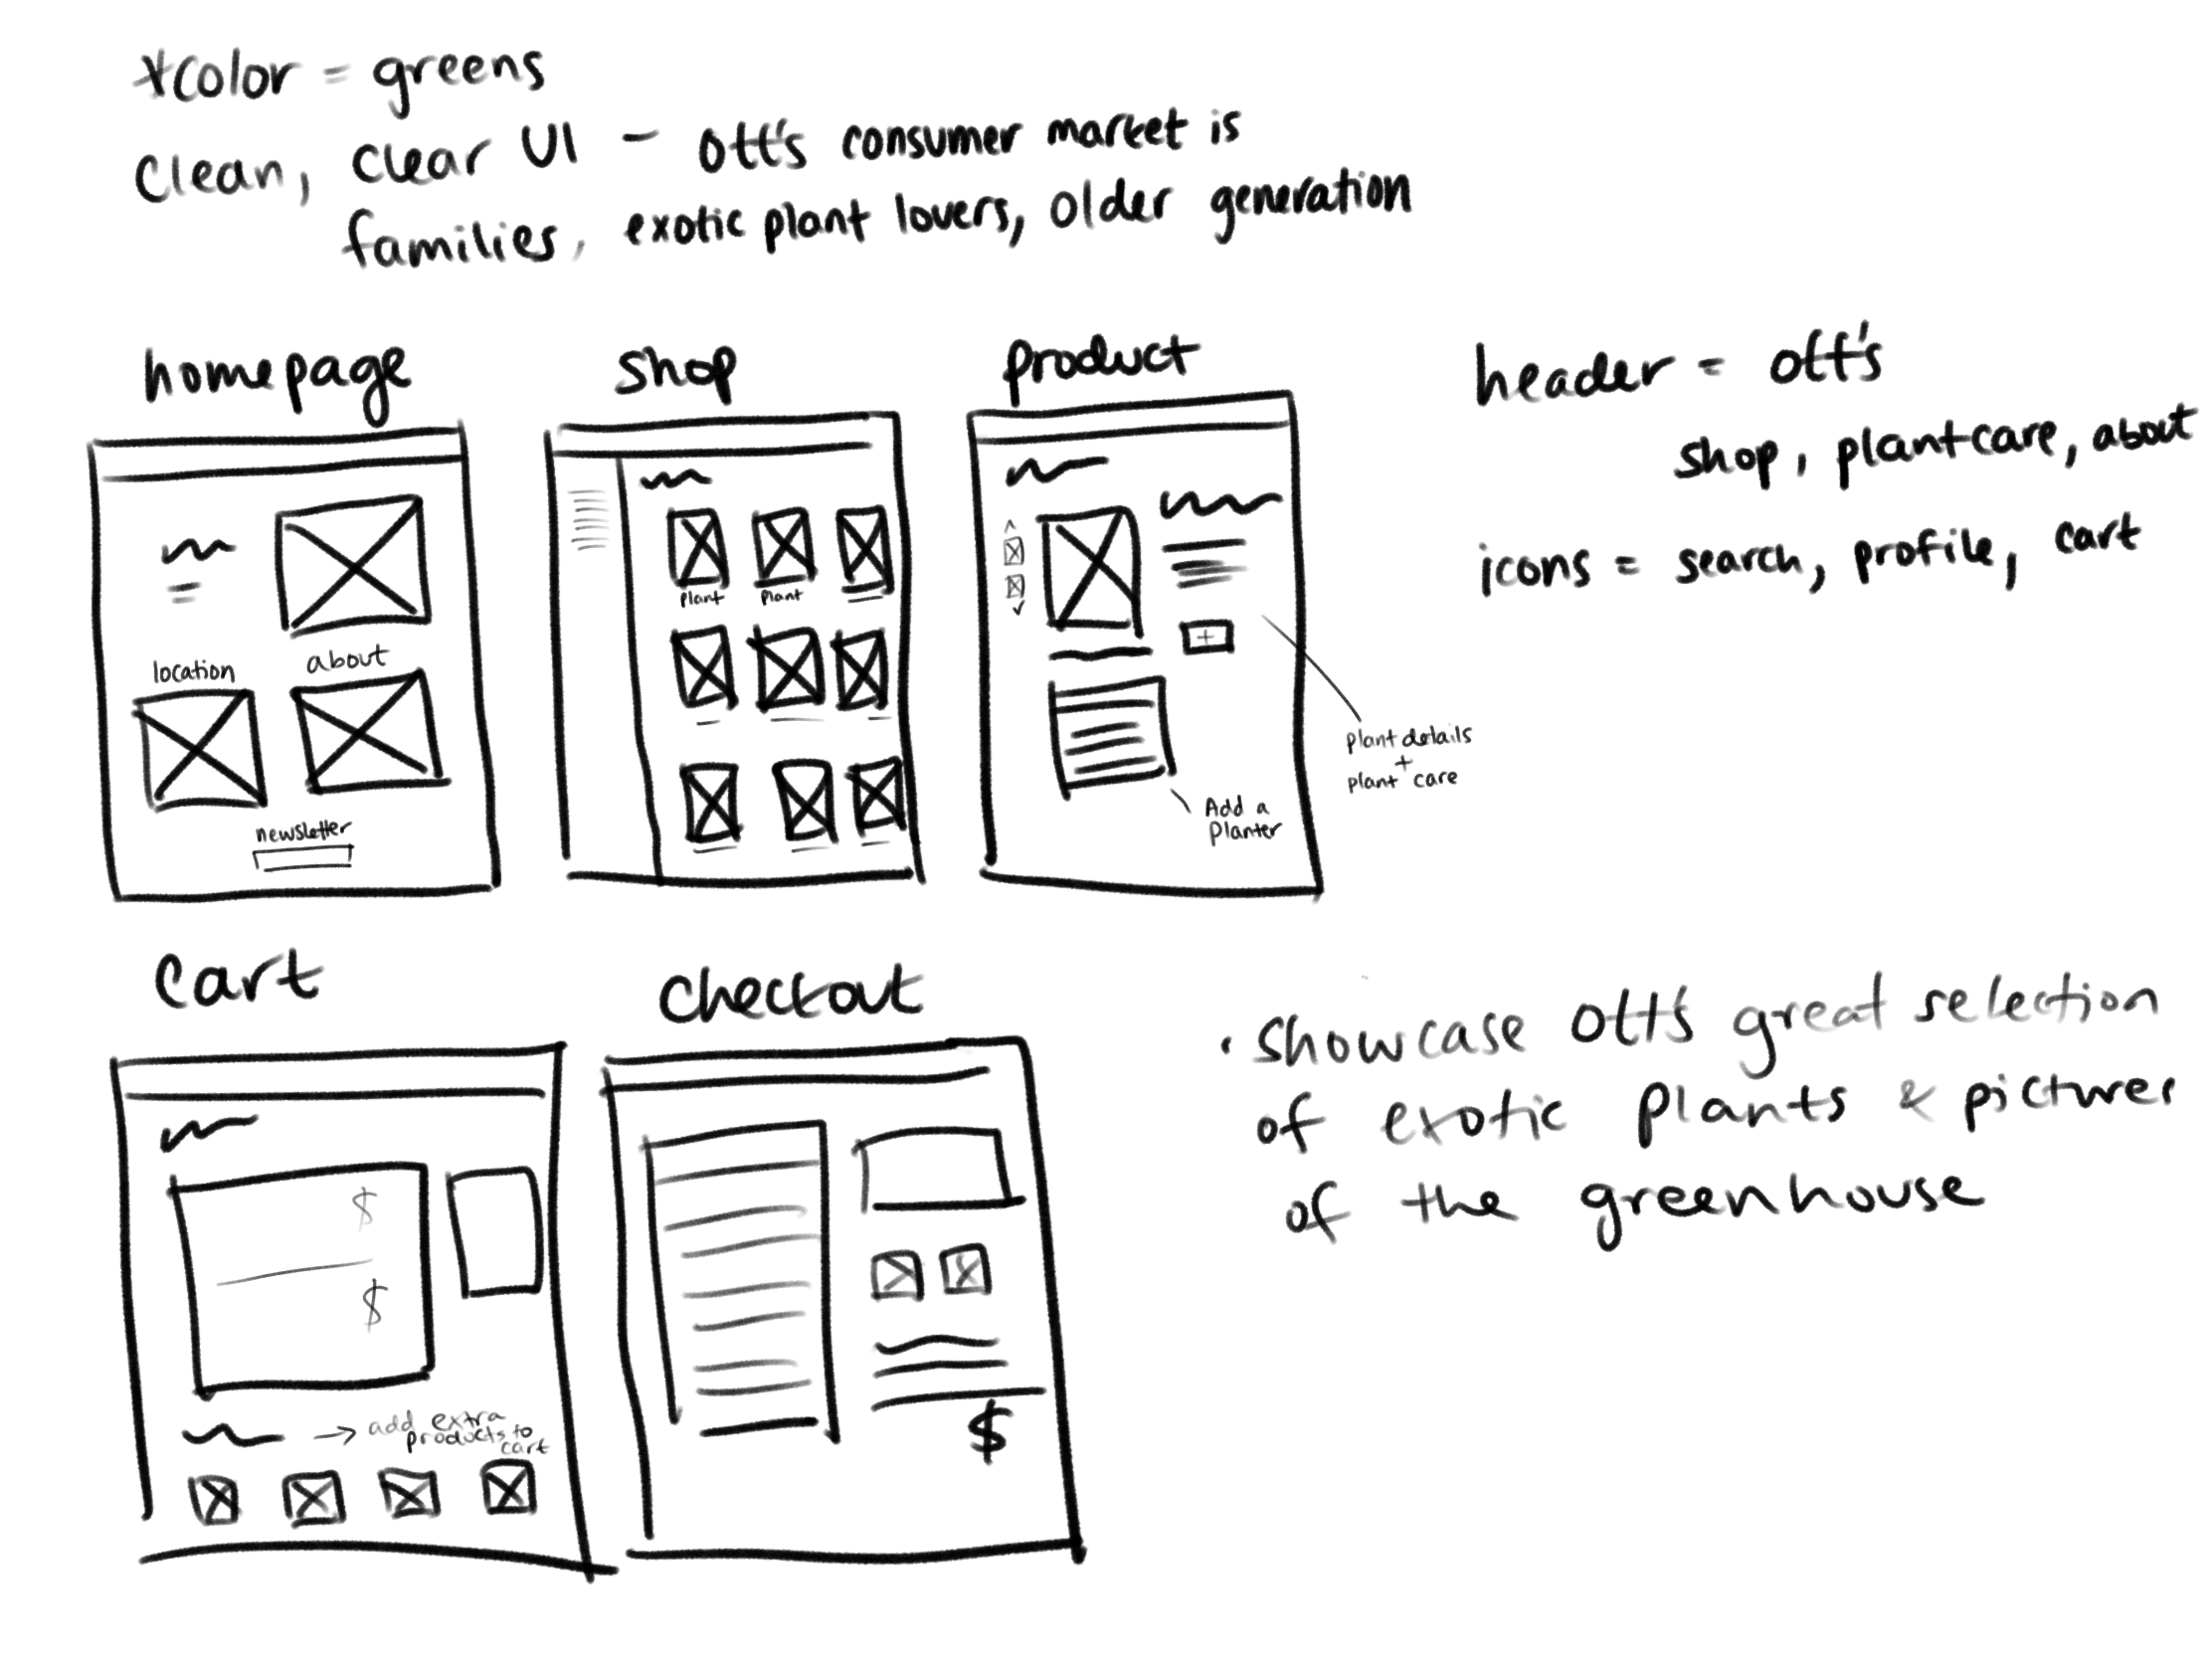 *color = greens
clean, clear UI - ott's consumer market is
families, exotic plant lovers, older generation
homepage
shop
product
header = ott's
shop, plantcare, about
icons = search, profile, cart
plant
plant
location
about
newsletter
plant details
+
plant care
+
Add a
planter
cart
checkout
$
$
→ add extra
products to
cart
$
• showcase ott's great selection
of exotic plants & pictures
of the greenhouse